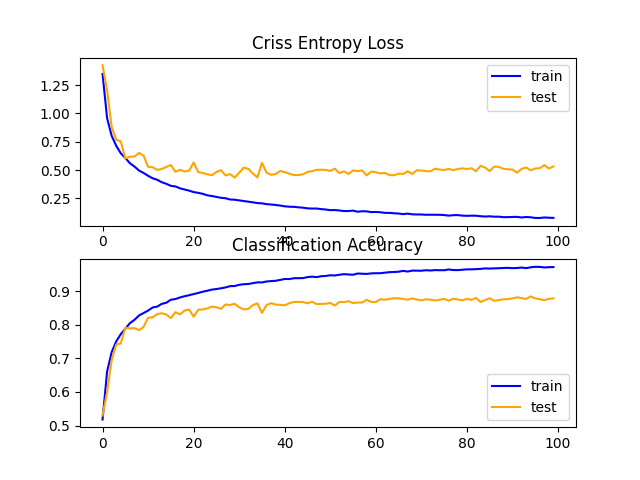 Criss Entropy Loss
1.25
1.00
0.75
0.50
0.25
train
test
0 20 40 60 80 100
Classification Accuracy
0.9
0.8
0.7
0.6
0.5
train
test
0 20 40 60 80 100